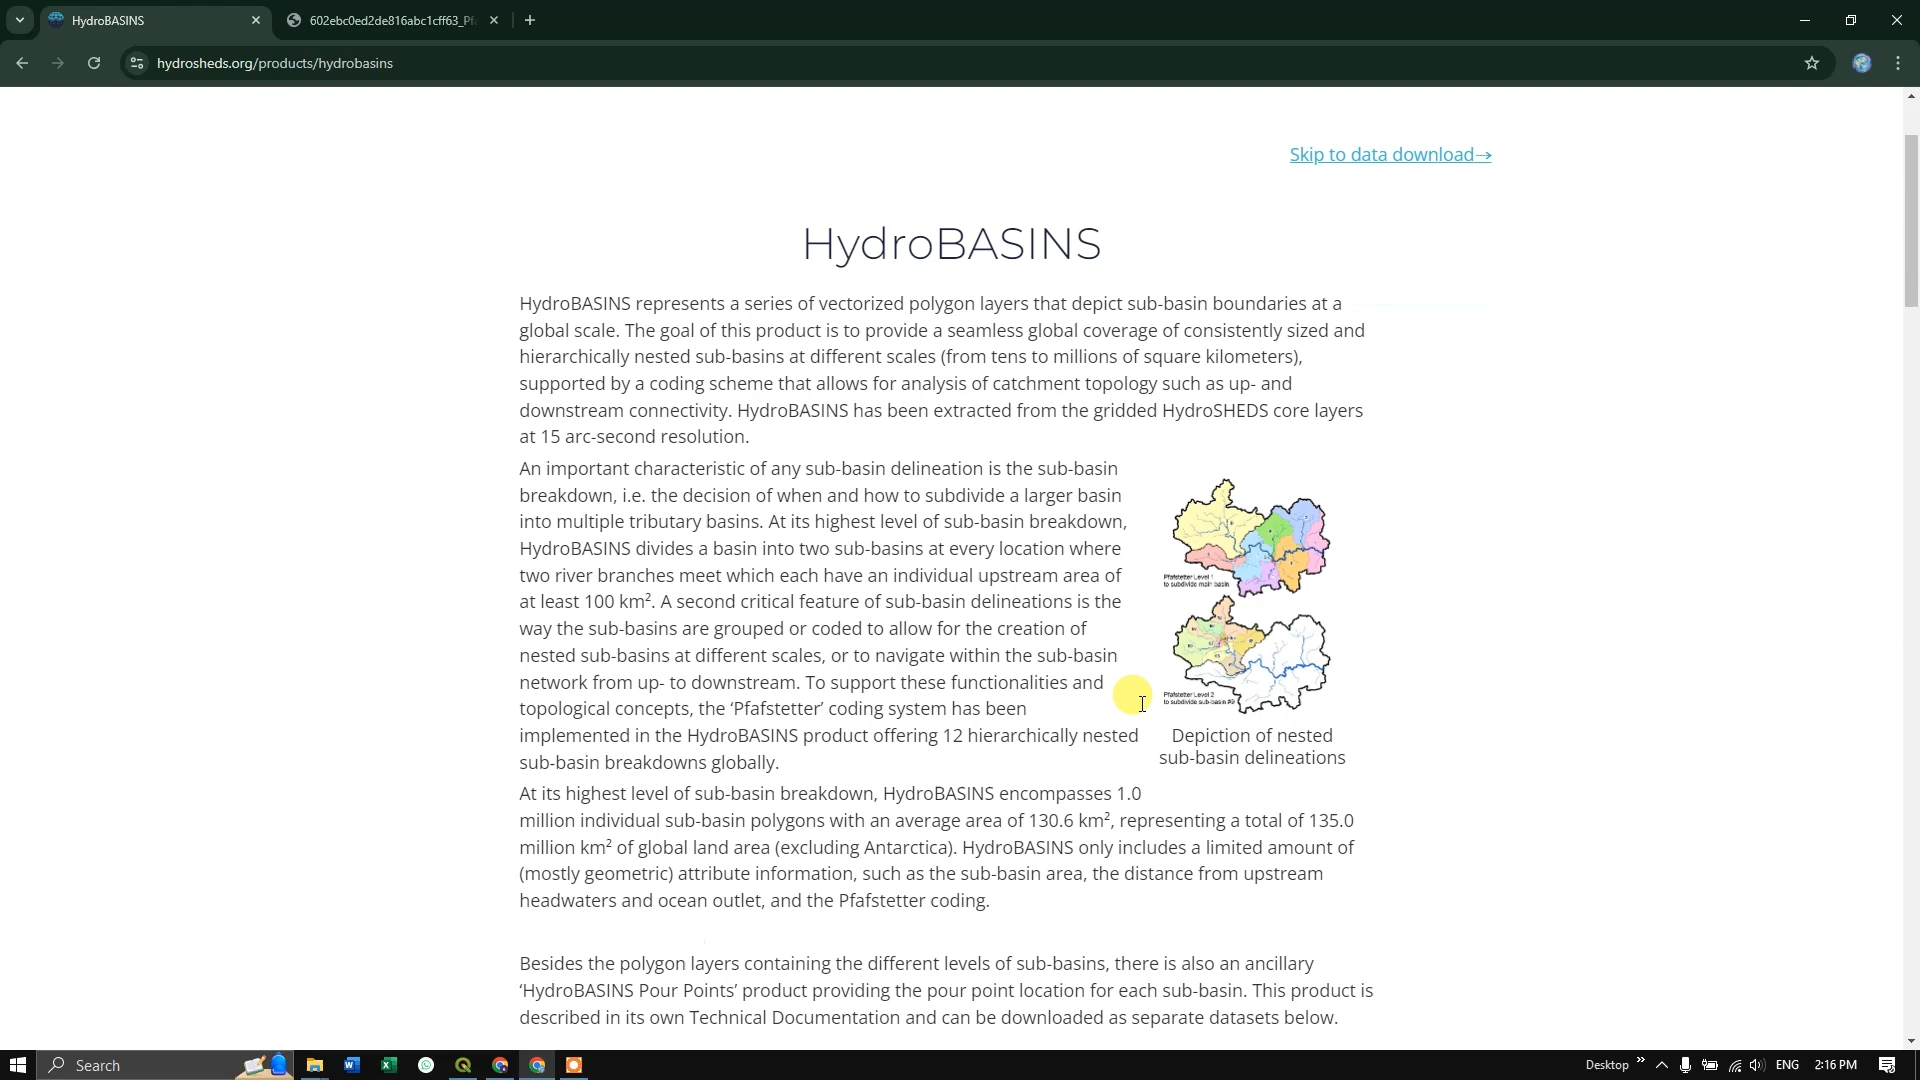 HydroBASINS
602ebc0ed2de816abc1cff63_Pf
hydrosheds.org/products/hydrobasins
Skip to data download→
HydroBASINS
HydroBASINS represents a series of vectorized polygon layers that depict sub-basin boundaries at a
global scale. The goal of this product is to provide a seamless global coverage of consistently sized and
hierarchically nested sub-basins at different scales (from tens to millions of square kilometers),
supported by a coding scheme that allows for analysis of catchment topology such as up- and
downstream connectivity. HydroBASINS has been extracted from the gridded HydroSHEDS core layers
at 15 arc-second resolution.
An important characteristic of any sub-basin delineation is the sub-basin
breakdown, i.e. the decision of when and how to subdivide a larger basin
into multiple tributary basins. At its highest level of sub-basin breakdown,
HydroBASINS divides a basin into two sub-basins at every location where
two river branches meet which each have an individual upstream area of
at least 100 km². A second critical feature of sub-basin delineations is the
way the sub-basins are grouped or coded to allow for the creation of
nested sub-basins at different scales, or to navigate within the sub-basin
network from up- to downstream. To support these functionalities and
topological concepts, the ‘Pfafstetter’ coding system has been
implemented in the HydroBASINS product offering 12 hierarchically nested
sub-basin breakdowns globally.
Pfafstetter Level 1
to subdivide main basin
Pfafstetter Level 2
to subdivide sub-basin #9
Depiction of nested
sub-basin delineations
At its highest level of sub-basin breakdown, HydroBASINS encompasses 1.0
million individual sub-basin polygons with an average area of 130.6 km², representing a total of 135.0
million km² of global land area (excluding Antarctica). HydroBASINS only includes a limited amount of
(mostly geometric) attribute information, such as the sub-basin area, the distance from upstream
headwaters and ocean outlet, and the Pfafstetter coding.
Besides the polygon layers containing the different levels of sub-basins, there is also an ancillary
‘HydroBASINS Pour Points’ product providing the pour point location for each sub-basin. This product is
described in its own Technical Documentation and can be downloaded as separate datasets below.
Search
Desktop
ENG
2:16 PM